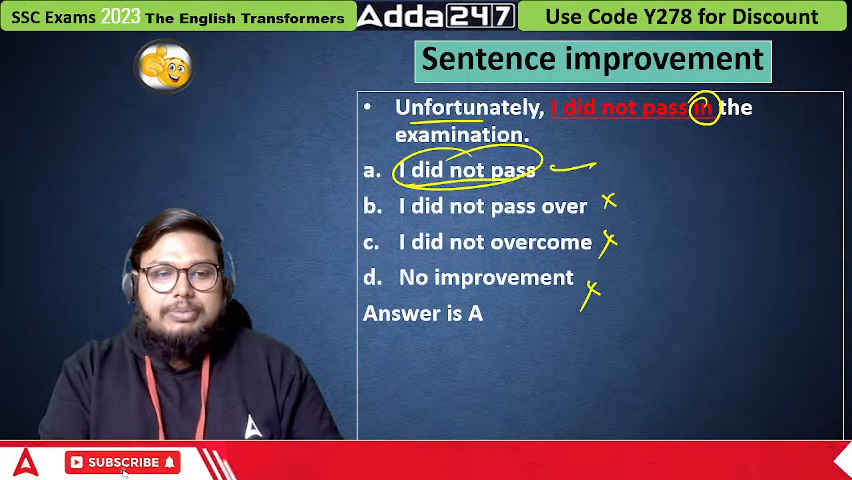 SSC Exams 2023 The English Transformers
Adda247
Use Code Y278 for Discount
Sentence improvement
• Unfortunately, I did not pass in the
examination.
a. I did not pass
b. I did not pass over
c. I did not overcome
d. No improvement
Answer is A
SUBSCRIBE